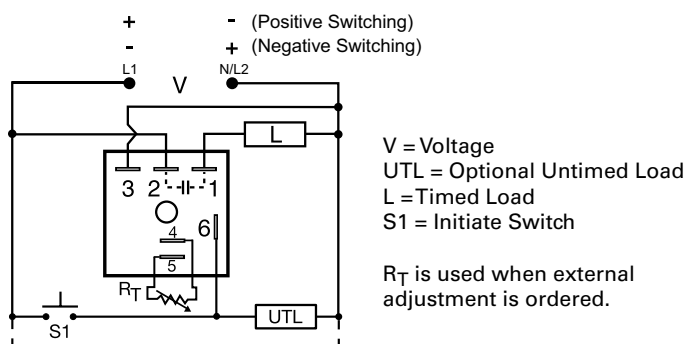 + - (Positive Switching)
- + (Negative Switching)
L1 V N/L2
L
3 2 1
4 6
5
RT
S1 UTL
V = Voltage
UTL = Optional Untimed Load
L = Timed Load
S1 = Initiate Switch
RT is used when external
adjustment is ordered.